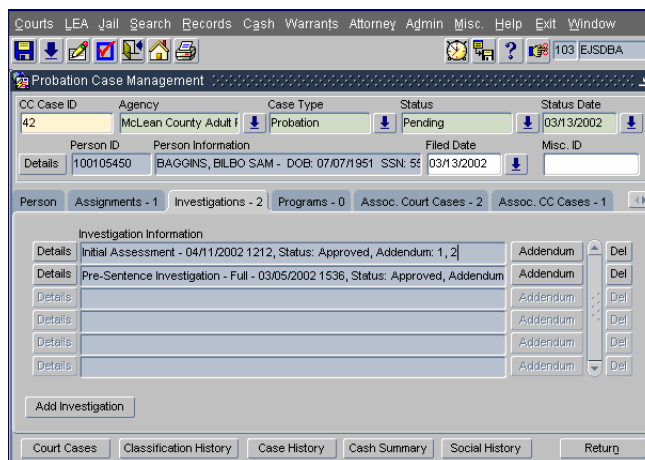 Courts LEA Jail Search Records Cash Warrants Attorney Admin Misc. Help Exit Window
? 103 EJSDBA
Probation Case Management
CC Case ID Agency Case Type Status Status Date
42 McLean County Adult Probation Pending 03/13/2002
Person ID Person Information Filed Date Misc. ID
Details 100105450 BAGGINS, BILBO SAM - DOB: 07/07/1951 SSN: 03/13/2002
Person Assignments - 1 Investigations - 2 Programs - 0 Assoc. Court Cases - 2 Assoc. CC Cases - 1
Investigation Information
Details Initial Assessment - 04/11/2002 1212, Status: Approved, Addendum: 1, 2 Addendum Del
Details Pre-Sentence Investigation - Full - 03/05/2002 1536, Status: Approved, Addendum Addendum Del
Details Addendum Del
Details Addendum Del
Details Addendum Del
Details Addendum Del
Add Investigation
Court Cases Classification History Case History Cash Summary Social History Return